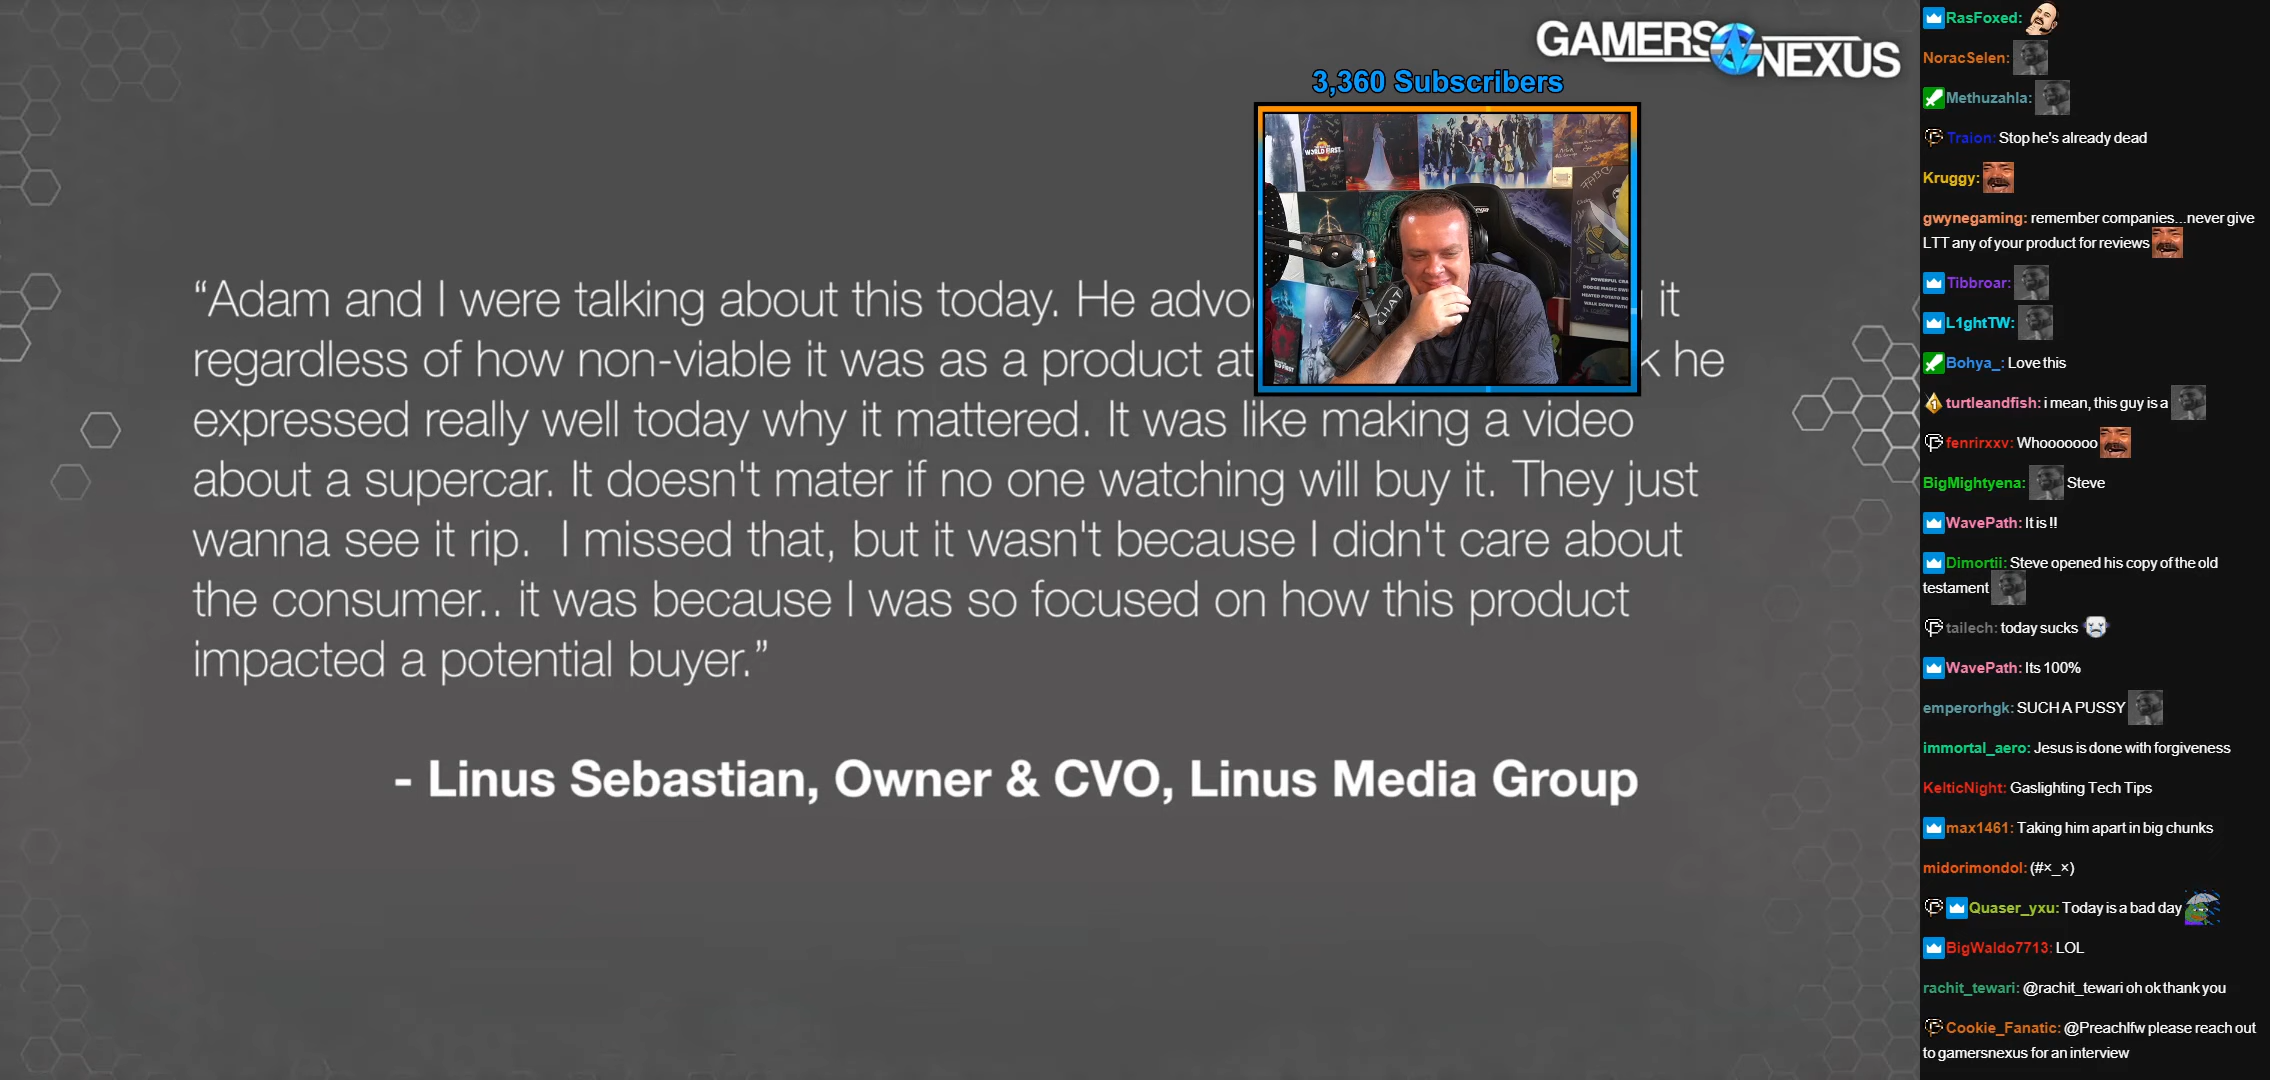 GAMERS NEXUS
3,360 Subscribers
WORLD FIRST
CHAT
“Adam and I were talking about this today. He advo it
regardless of how non-viable it was as a product at k he
expressed really well today why it mattered. It was like making a video
about a supercar. It doesn't mater if no one watching will buy it. They just
wanna see it rip. I missed that, but it wasn't because I didn't care about
the consumer.. it was because I was so focused on how this product
impacted a potential buyer.”
- Linus Sebastian, Owner & CVO, Linus Media Group
RasFoxed:
NoracSelen:
Methuzahla:
Traion: Stop he's already dead
Kruggy:
gwynegaming: remember companies...never give
LTT any of your product for reviews
Tibbroar:
L1ghtTW:
Bohya_: Love this
turtleandfish: i mean, this guy is a
fenrirxxv: Whooooooo
BigMightyena: Steve
WavePath: It is !!
Dimortii: Steve opened his copy of the old
testament
tailech: today sucks
WavePath: Its 100%
emperorhgk: SUCH A PUSSY
immortal_aero: Jesus is done with forgiveness
KelticNight: Gaslighting Tech Tips
max1461: Taking him apart in big chunks
midorimondol: (#×_×)
Quaser_yxu: Today is a bad day
BigWaldo7713: LOL
rachit_tewari: @rachit_tewari oh ok thank you
Cookie_Fanatic: @Preachlfw please reach out
to gamersnexus for an interview